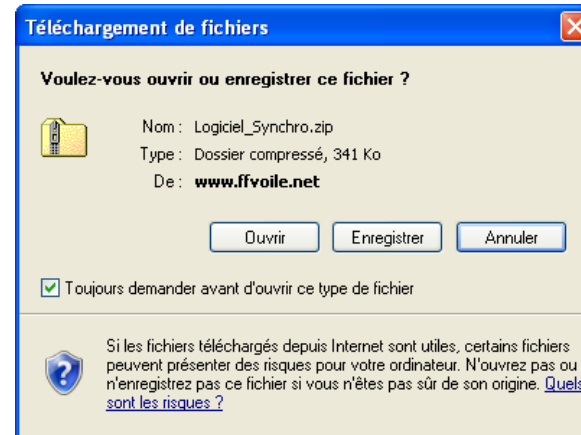 Téléchargement de fichiers
Voulez-vous ouvrir ou enregistrer ce fichier ?
Nom : Logiciel_Synchro.zip
Type : Dossier compressé, 341 Ko
De : www.ffvoile.net
Ouvrir Enregistrer Annuler
Toujours demander avant d'ouvrir ce type de fichier
Si les fichiers téléchargés depuis Internet sont utiles, certains fichiers
peuvent présenter des risques pour votre ordinateur. N'ouvrez pas ou
n'enregistrez pas ce fichier si vous n'êtes pas sûr de son origine. Quels
sont les risques ?